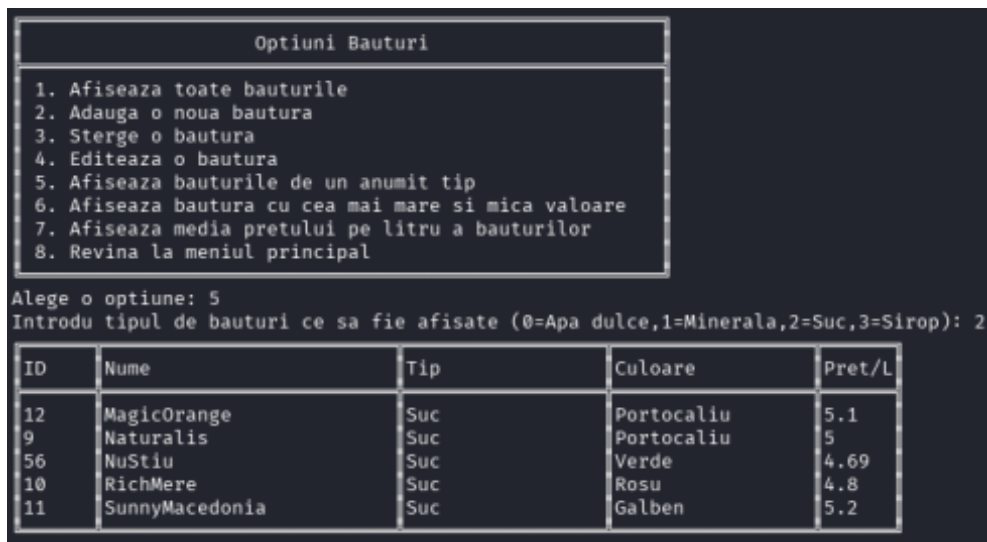 Optiuni Bauturi
1. Afiseaza toate bauturile
2. Adauga o noua bautura
3. Sterge o bautura
4. Editeaza o bautura
5. Afiseaza bauturile de un anumit tip
6. Afiseaza bautura cu cea mai mare si mica valoare
7. Afiseaza media pretului pe litru a bauturilor
8. Revina la meniul principal
Alege o optiune: 5
Introdu tipul de bauturi ce sa fie afisate (0=Apa dulce,1=Minerala,2=Suc,3=Sirop): 2
ID Nume Tip Culoare Pret/L
12 MagicOrange Suc Portocaliu 5.1
9 Naturalis Suc Portocaliu 5
56 NuStiu Suc Verde 4.69
10 RichMere Suc Rosu 4.8
11 SunnyMacedonia Suc Galben 5.2